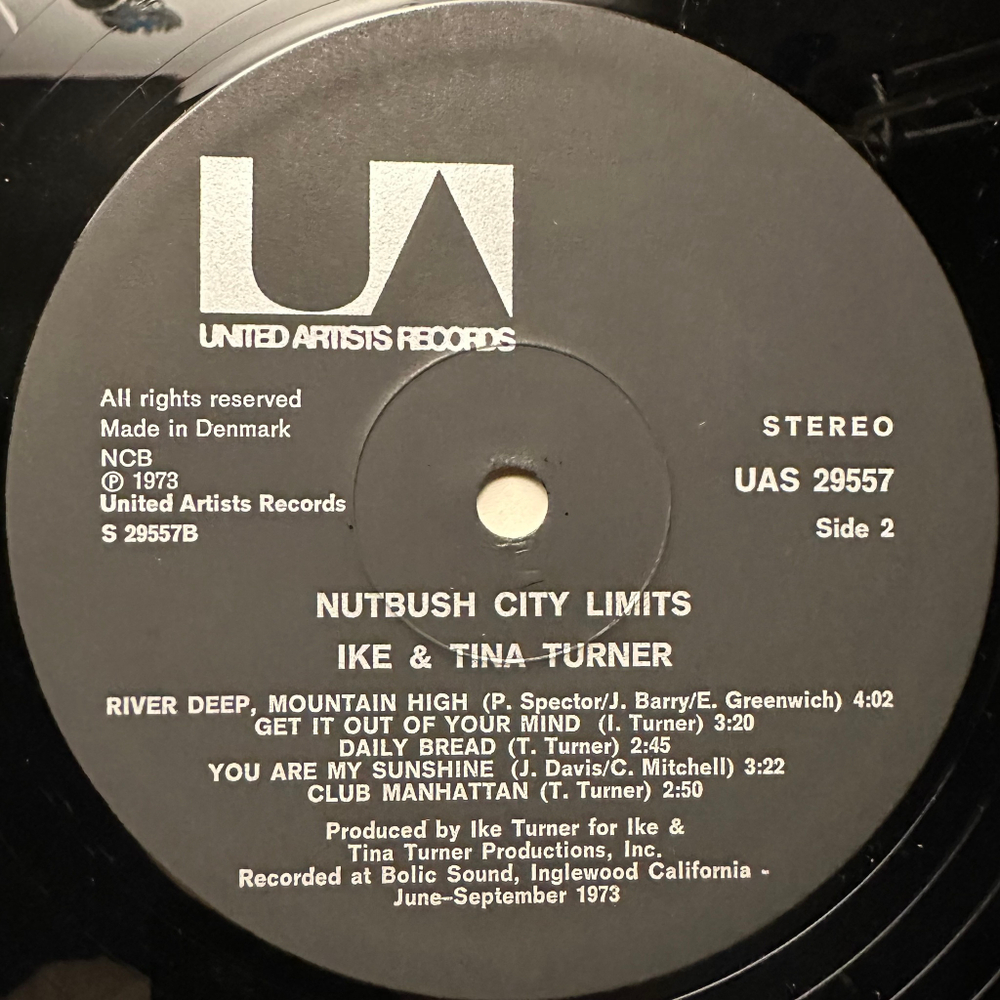 UA
UNITED ARTISTS RECORDS
All rights reserved
Made in Denmark
NCB
℗ 1973
United Artists Records
S 29557B
STEREO
UAS 29557
Side 2
NUTBUSH CITY LIMITS
IKE & TINA TURNER
RIVER DEEP, MOUNTAIN HIGH (P. Spector/J. Barry/E. Greenwich) 4:02
GET IT OUT OF YOUR MIND (I. Turner) 3:20
DAILY BREAD (T. Turner) 2:45
YOU ARE MY SUNSHINE (J. Davis/C. Mitchell) 3:22
CLUB MANHATTAN (T. Turner) 2:50
Produced by Ike Turner for Ike &
Tina Turner Productions, Inc.
Recorded at Bolic Sound, Inglewood California -
June-September 1973